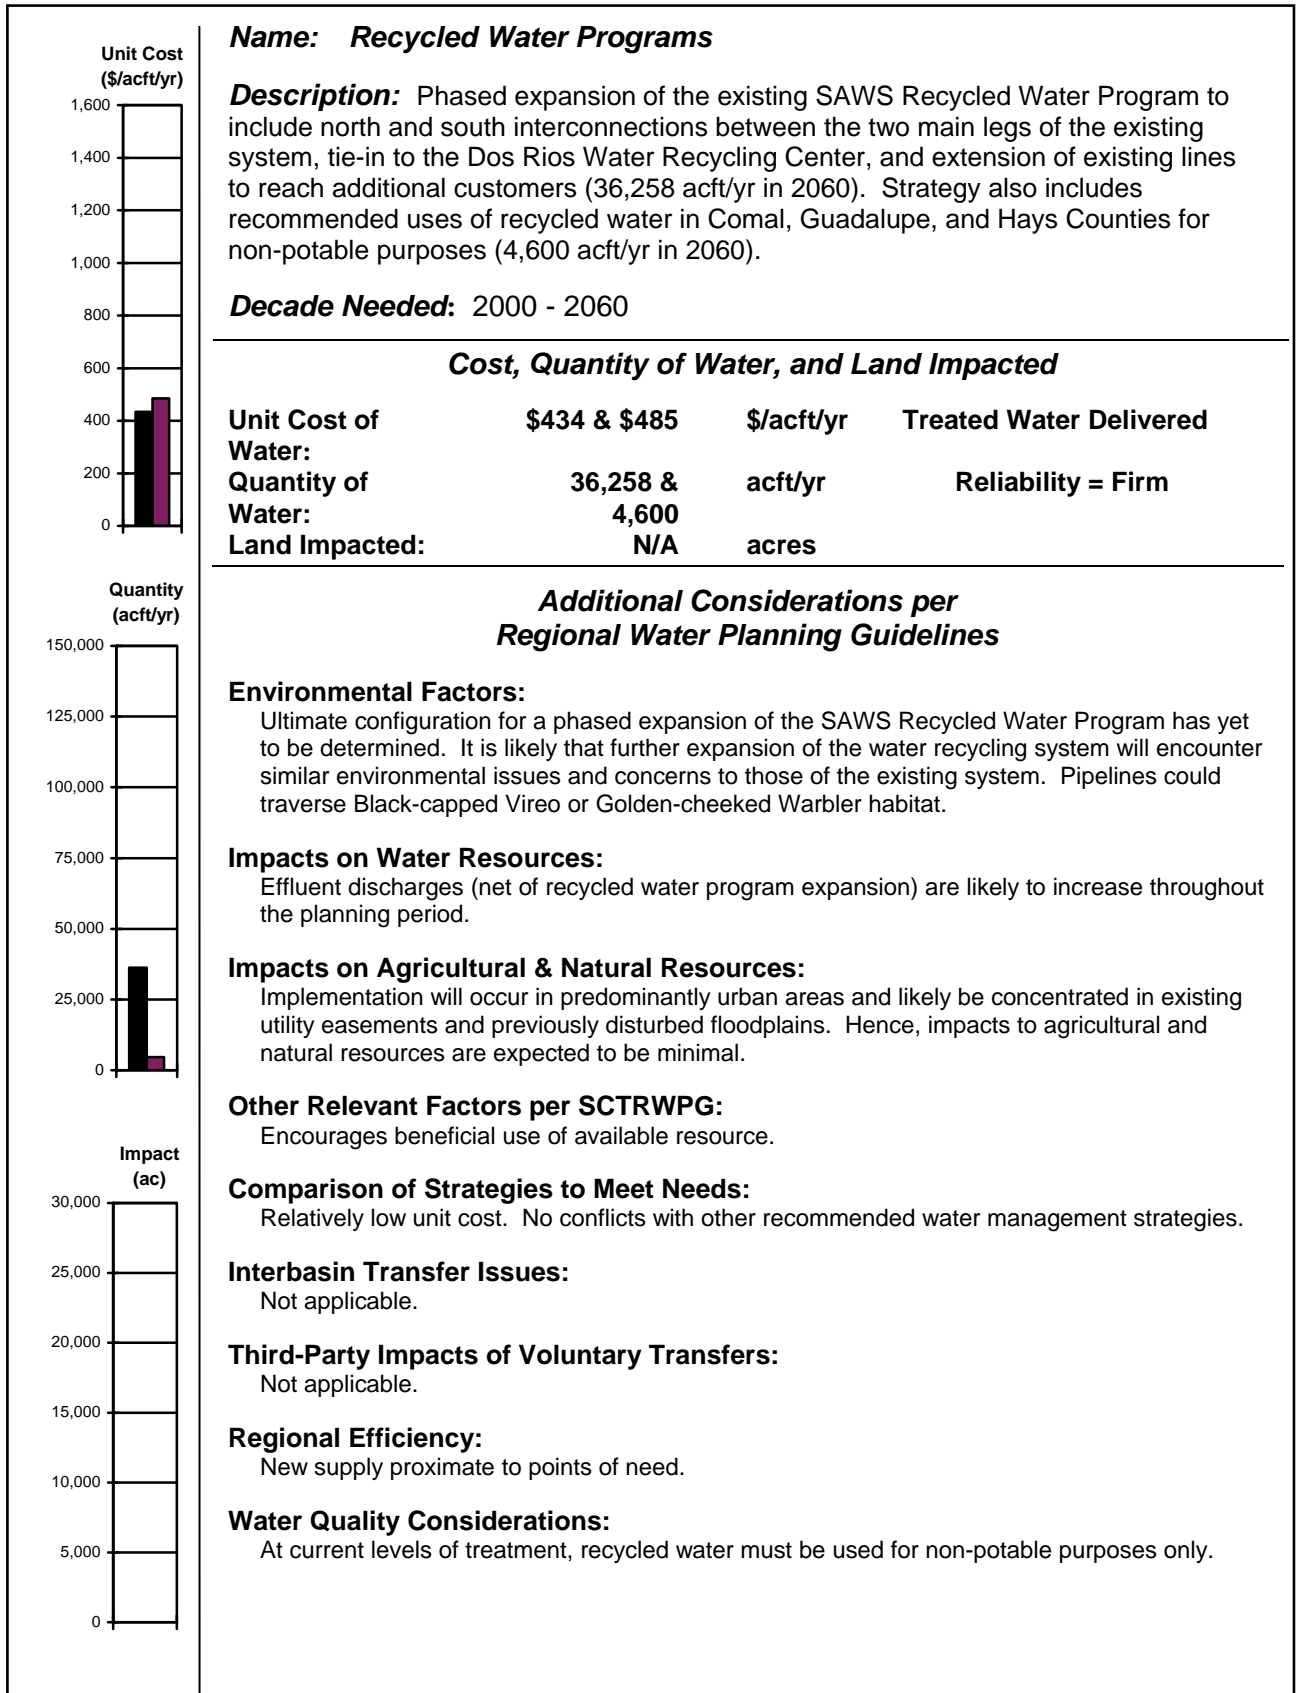 Unit Cost
($/acft/yr)
1,600
1,400
1,200
1,000
800
600
400
200
0
Quantity
(acft/yr)
150,000
125,000
100,000
75,000
50,000
25,000
0
Impact
(ac)
30,000
25,000
20,000
15,000
10,000
5,000
0
Name: Recycled Water Programs
Description: Phased expansion of the existing SAWS Recycled Water Program to
include north and south interconnections between the two main legs of the existing
system, tie-in to the Dos Rios Water Recycling Center, and extension of existing lines
to reach additional customers (36,258 acft/yr in 2060). Strategy also includes
recommended uses of recycled water in Comal, Guadalupe, and Hays Counties for
non-potable purposes (4,600 acft/yr in 2060).
Decade Needed: 2000 - 2060
Cost, Quantity of Water, and Land Impacted
Unit Cost of $434 & $485 $/acft/yr Treated Water Delivered
Water:
Quantity of 36,258 & acft/yr Reliability = Firm
Water: 4,600
Land Impacted: N/A acres
Additional Considerations per
Regional Water Planning Guidelines
Environmental Factors:
Ultimate configuration for a phased expansion of the SAWS Recycled Water Program has yet
to be determined. It is likely that further expansion of the water recycling system will encounter
similar environmental issues and concerns to those of the existing system. Pipelines could
traverse Black-capped Vireo or Golden-cheeked Warbler habitat.
Impacts on Water Resources:
Effluent discharges (net of recycled water program expansion) are likely to increase throughout
the planning period.
Impacts on Agricultural & Natural Resources:
Implementation will occur in predominantly urban areas and likely be concentrated in existing
utility easements and previously disturbed floodplains. Hence, impacts to agricultural and
natural resources are expected to be minimal.
Other Relevant Factors per SCTRWPG:
Encourages beneficial use of available resource.
Comparison of Strategies to Meet Needs:
Relatively low unit cost. No conflicts with other recommended water management strategies.
Interbasin Transfer Issues:
Not applicable.
Third-Party Impacts of Voluntary Transfers:
Not applicable.
Regional Efficiency:
New supply proximate to points of need.
Water Quality Considerations:
At current levels of treatment, recycled water must be used for non-potable purposes only.